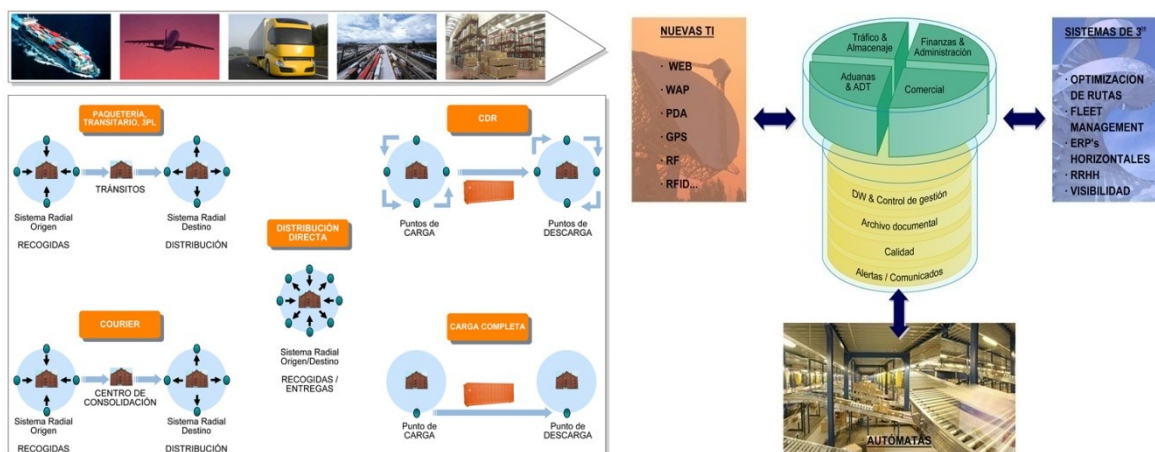 PAQUETERÍA,
TRANSITARIO, 3PL
TRÁNSITOS
Sistema Radial
Origen
RECOGIDAS
Sistema Radial
Destino
DISTRIBUCIÓN
CDR
Puntos de
CARGA
Puntos de
DESCARGA
DISTRIBUCIÓN
DIRECTA
Sistema Radial
Origen/Destino
RECOGIDAS /
ENTREGAS
COURIER
CENTRO DE
CONSOLIDACIÓN
Sistema Radial
Origen
RECOGIDAS
Sistema Radial
Destino
DISTRIBUCIÓN
CARGA COMPLETA
Punto de
CARGA
Punto de
DESCARGA
NUEVAS TI
· WEB
· WAP
· PDA
· GPS
· RF
· RFID...
Tráfico &
Almacenaje
Finanzas &
Administración
Aduanas
& ADT
Comercial
DW & Control de gestión
Archivo documental
Calidad
Alertas / Comunicados
SISTEMAS DE 3os
· OPTIMIZACION
DE RUTAS
· FLEET
MANAGEMENT
· ERP's
HORIZONTALES
· RRHH
· VISIBILIDAD
AUTÓMATAS